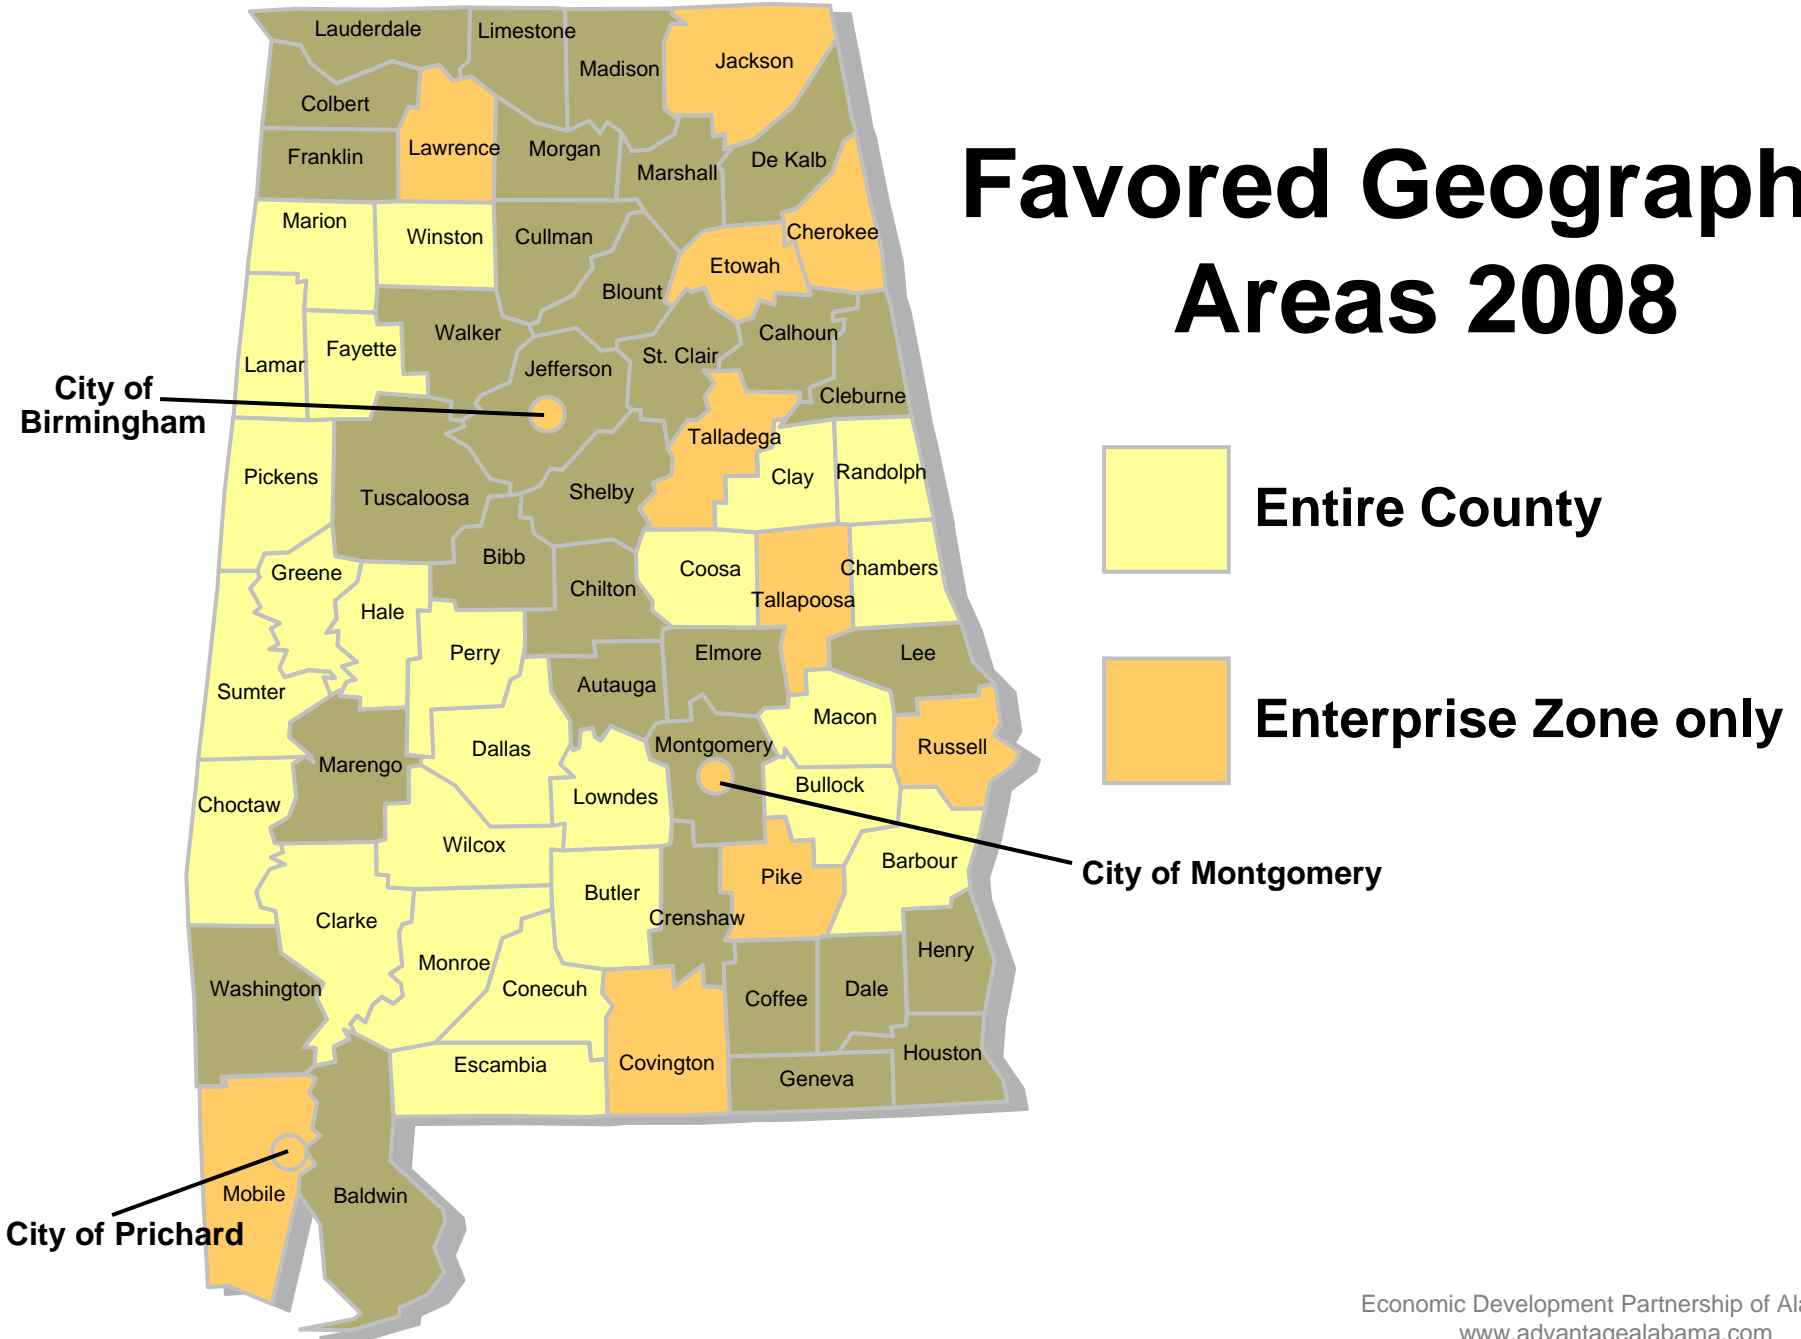 Lauderdale
Limestone
Madison
Jackson
Colbert
Lawrence
Franklin
Morgan
Marshall
De Kalb
Favored Geograph
Areas 2008
Marion
Winston
Cullman
Cherokee
Etowah
Blount
Walker
Calhoun
Lamar
Fayette
Jefferson
St. Clair
Cleburne
City of
Birmingham
Talladega
Pickens
Tuscaloosa
Shelby
Clay
Randolph
Entire County
Greene
Bibb
Chilton
Coosa
Chambers
Tallapoosa
Hale
Perry
Elmore
Lee
Sumter
Autauga
Macon
Enterprise Zone only
Dallas
Montgomery
Russell
Marengo
Bullock
Choctaw
Lowndes
Wilcox
Barbour
Pike
City of Montgomery
Butler
Clarke
Crenshaw
Monroe
Henry
Washington
Conecuh
Coffee
Dale
Escambia
Covington
Geneva
Houston
Mobile
Baldwin
City of Prichard
Economic Development Partnership of Ala
www.advantagealabama.com